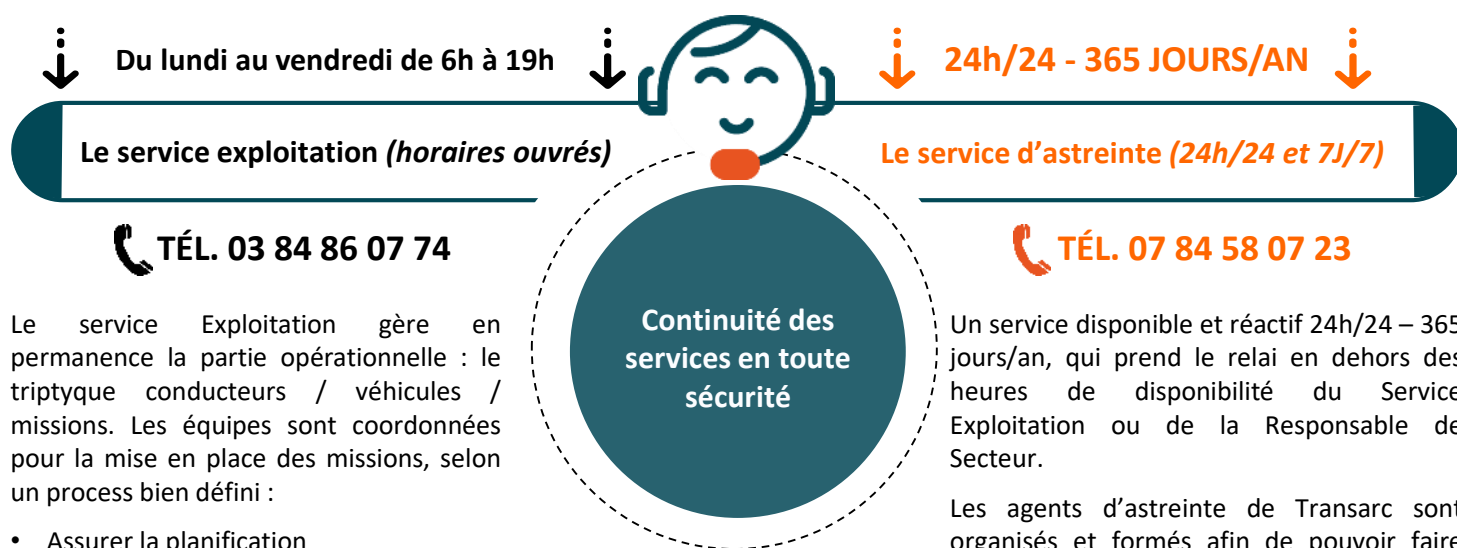 Du lundi au vendredi de 6h à 19h
Le service exploitation (horaires ouvrés)
TÉL. 03 84 86 07 74
Le service Exploitation gère en
permanence la partie opérationnelle : le
triptyque conducteurs / véhicules /
missions. Les équipes sont coordonnées
pour la mise en place des missions, selon
un process bien défini :
• Assurer la planification
Continuité des
services en toute
sécurité
24h/24 - 365 JOURS/AN
Le service d’astreinte (24h/24 et 7J/7)
TÉL. 07 84 58 07 23
Un service disponible et réactif 24h/24 – 365
jours/an, qui prend le relai en dehors des
heures de disponibilité du Service
Exploitation ou de la Responsable de
Secteur.
Les agents d’astreinte de Transarc sont
organisés et formés afin de pouvoir faire